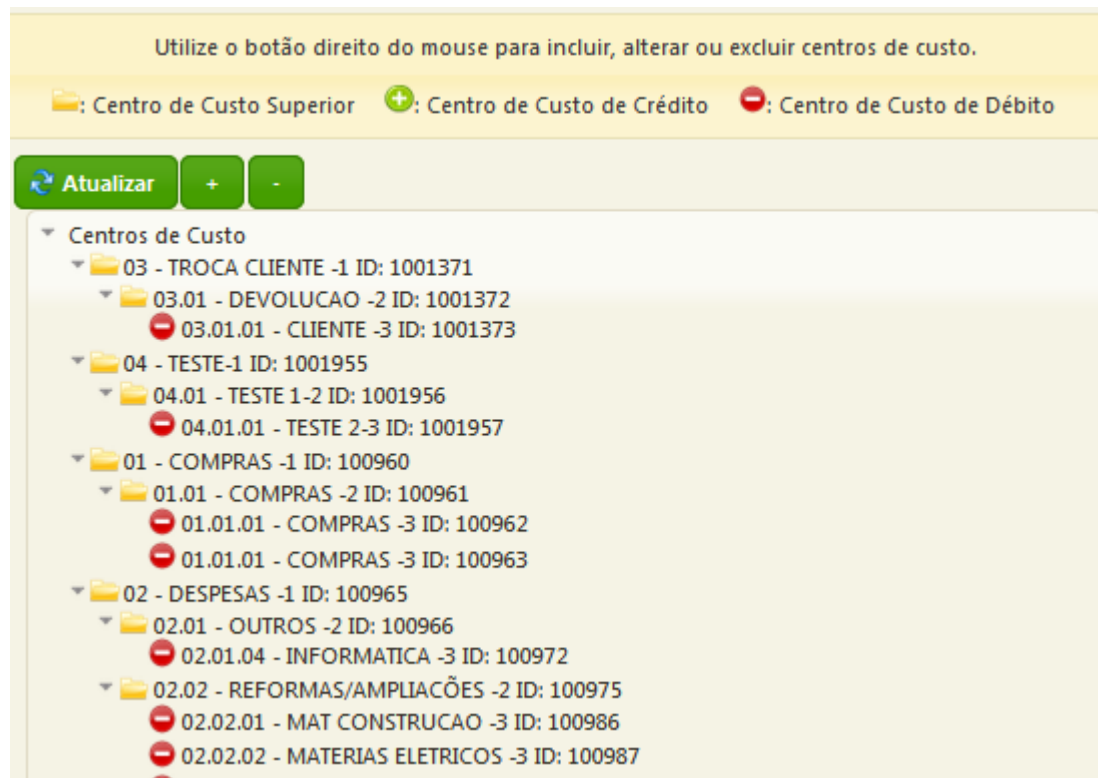 Utilize o botão direito do mouse para incluir, alterar ou excluir centros de custo.
: Centro de Custo Superior : Centro de Custo de Crédito : Centro de Custo de Débito
Atualizar + -
Centros de Custo
03 - TROCA CLIENTE -1 ID: 1001371
03.01 - DEVOLUCAO -2 ID: 1001372
03.01.01 - CLIENTE -3 ID: 1001373
04 - TESTE-1 ID: 1001955
04.01 - TESTE 1-2 ID: 1001956
04.01.01 - TESTE 2-3 ID: 1001957
01 - COMPRAS -1 ID: 100960
01.01 - COMPRAS -2 ID: 100961
01.01.01 - COMPRAS -3 ID: 100962
01.01.01 - COMPRAS -3 ID: 100963
02 - DESPESAS -1 ID: 100965
02.01 - OUTROS -2 ID: 100966
02.01.04 - INFORMATICA -3 ID: 100972
02.02 - REFORMAS/AMPLIACÕES -2 ID: 100975
02.02.01 - MAT CONSTRUCAO -3 ID: 100986
02.02.02 - MATERIAS ELETRICOS -3 ID: 100987